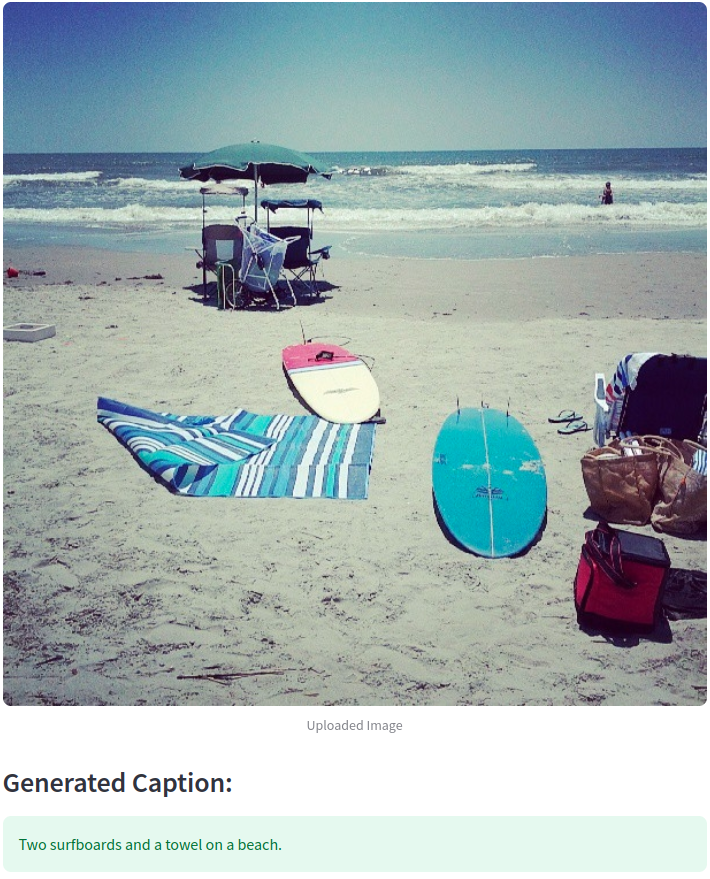 Uploaded Image
Generated Caption:
Two surfboards and a towel on a beach.